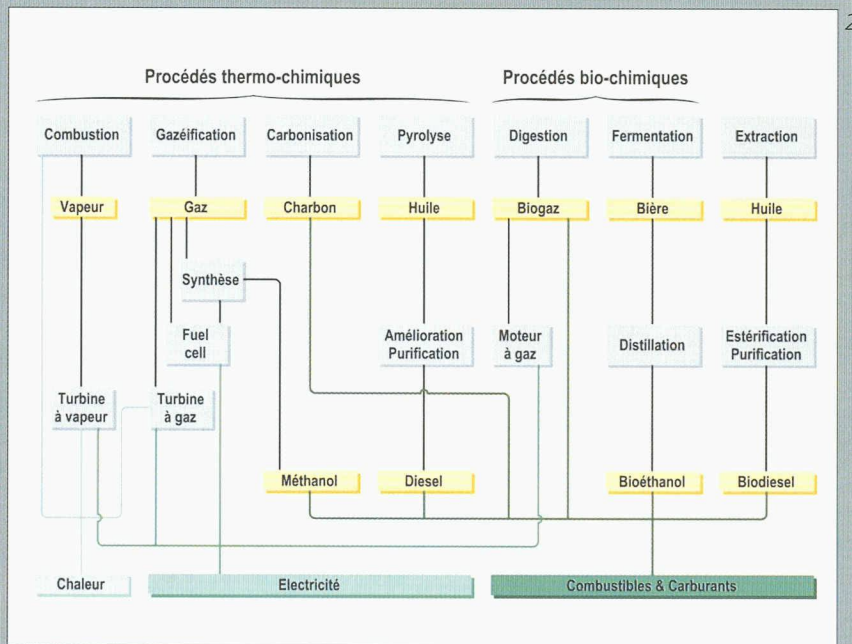 2
Procédés thermo-chimiques
Procédés bio-chimiques
Combustion
Gazéification
Carbonisation
Pyrolyse
Digestion
Fermentation
Extraction
Vapeur
Gaz
Charbon
Huile
Biogaz
Bière
Huile
Synthèse
Fuel
cell
Amélioration
Purification
Moteur
à gaz
Distillation
Estérification
Purification
Turbine
à vapeur
Turbine
à gaz
Méthanol
Diesel
Bioéthanol
Biodiesel
Chaleur
Electricité
Combustibles & Carburants